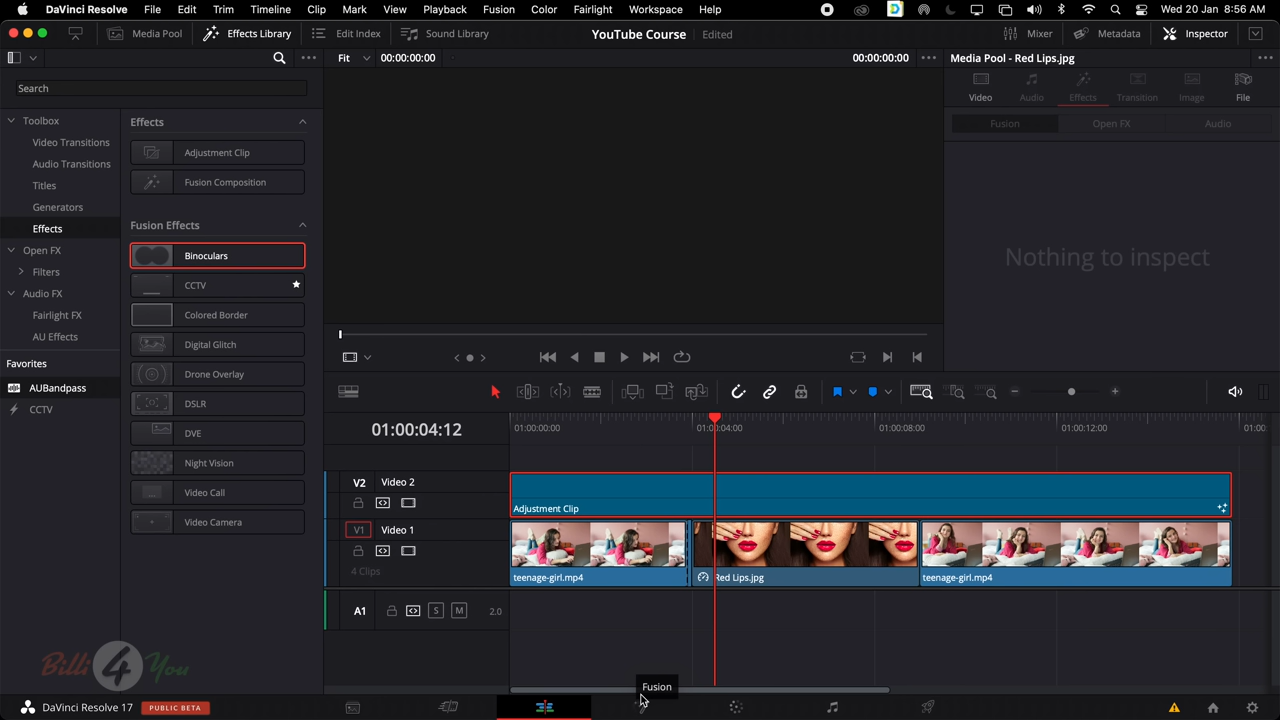 DaVinci Resolve File Edit Trim Timeline Clip Mark View Playback Fusion Color Fairlight Workspace Help Wed 20 Jan 8:56 AM
Media Pool Effects Library Edit Index Sound Library YouTube Course Edited Mixer Metadata Inspector
Fit 00:00:00:00 00:00:00:00 Media Pool - Red Lips.jpg
Search
Video Audio Effects Transition Image File
Fusion Open FX Audio
Nothing to inspect
Toolbox
Video Transitions
Audio Transitions
Titles
Generators
Effects
Open FX
Filters
Audio FX
Fairlight FX
AU Effects
Favorites
AUBandpass
CCTV
Effects
Adjustment Clip
Fusion Composition
Fusion Effects
Binoculars
CCTV
Colored Border
Digital Glitch
Drone Overlay
DSLR
DVE
Night Vision
Video Call
Video Camera
01:00:04:12
01:00:00:00 01:00:04:00 01:00:08:00 01:00:12:00 01:00
V2 Video 2
Adjustment Clip
V1 Video 1
4 Clips
teenage-girl.mp4 Red Lips.jpg teenage-girl.mp4
A1 S M 2.0
Billi 4 You
Fusion
DaVinci Resolve 17 PUBLIC BETA